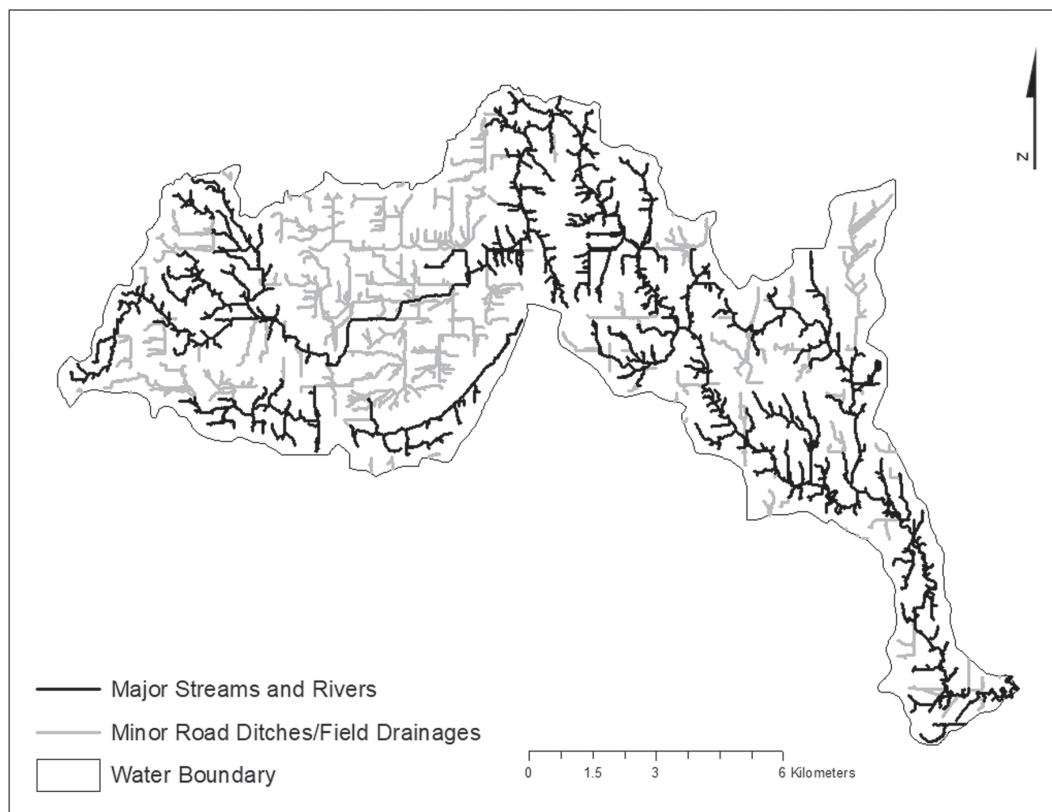 N
Major Streams and Rivers
Minor Road Ditches/Field Drainages
Water Boundary
0 1.5 3 6 Kilometers